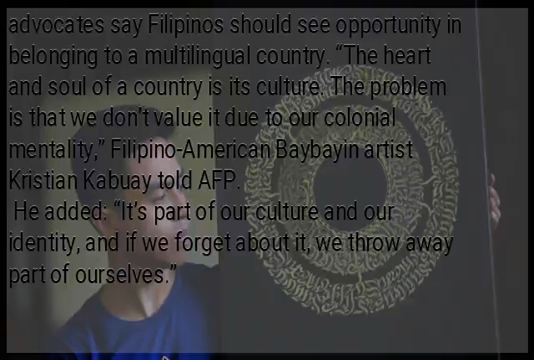 advocates say Filipinos should see opportunity in
belonging to a multilingual country. “The heart
and soul of a country is its culture. The problem
is that we don't value it due to our colonial
mentality,” Filipino-American Baybayin artist
Kristian Kabuay told AFP.
He added: “It’s part of our culture and our
identity, and if we forget about it, we throw away
part of ourselves.”